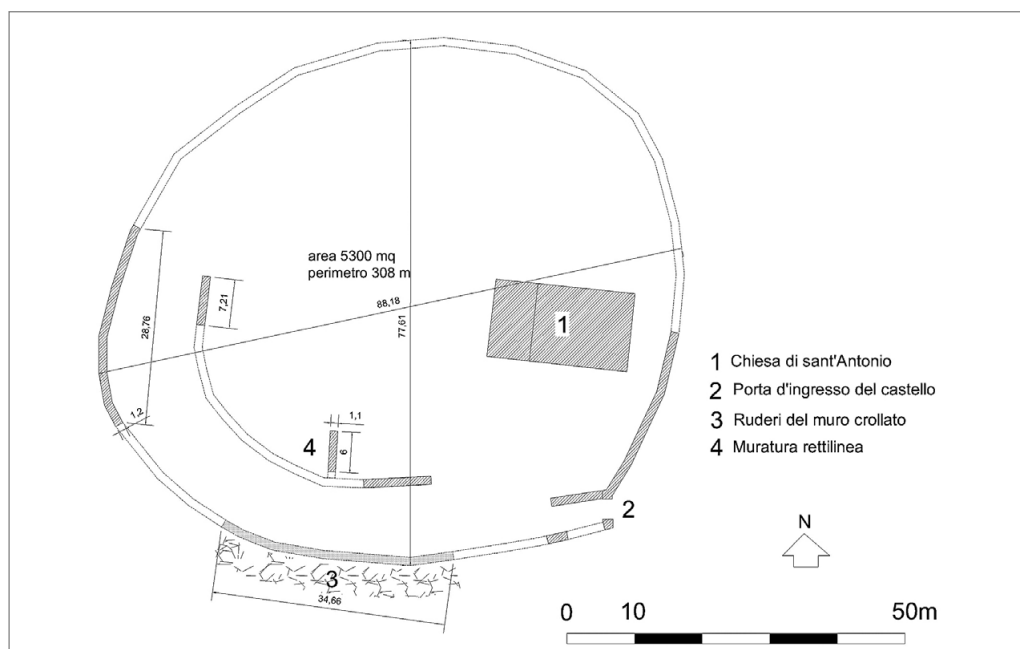 area 5300 mq
perimetro 308 m
88,18
77,61
28,76
7,21
1,2
1,1
6
4
1
2
3
34,66
1 Chiesa di sant'Antonio
2 Porta d'ingresso del castello
3 Ruderi del muro crollato
4 Muratura rettilinea
N
0 10 50m